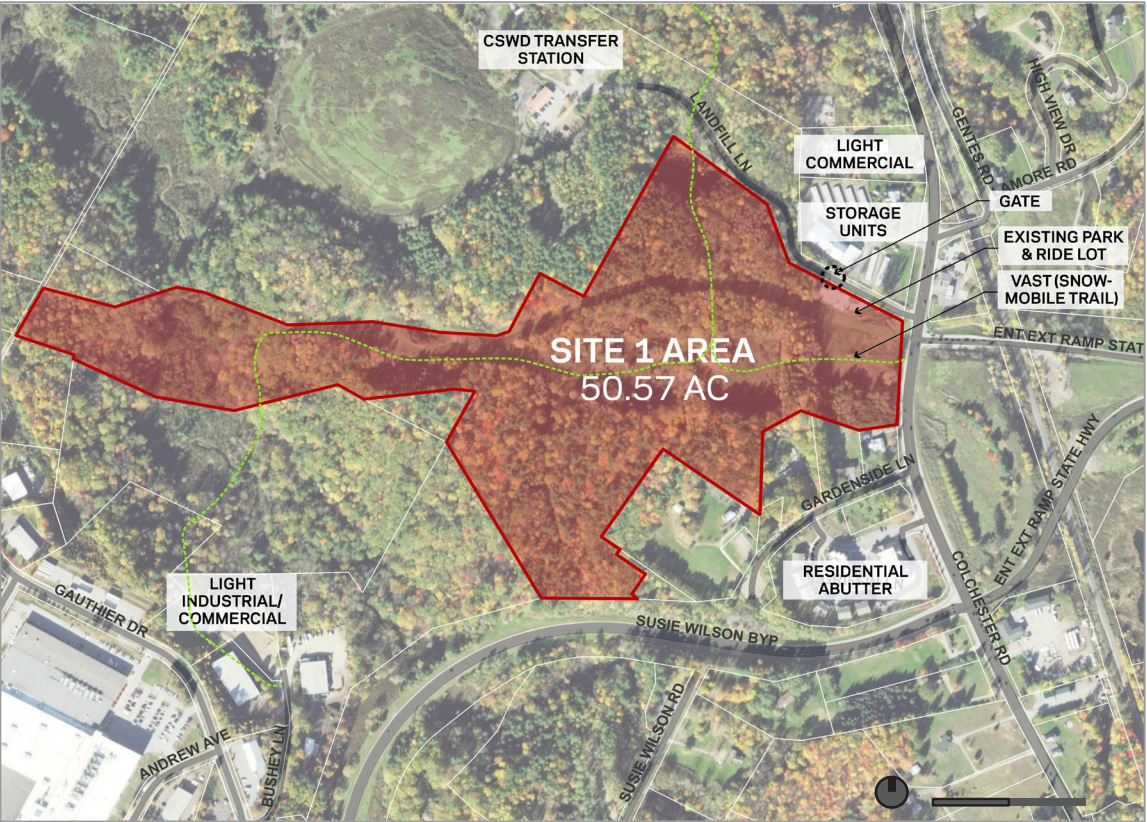 CSWD TRANSFER
STATION
LANDFILL LN
LIGHT
COMMERCIAL
GENTES RD
HIGH VIEW DR
AMORE RD
GATE
STORAGE
UNITS
EXISTING PARK
& RIDE LOT
VAST (SNOW-
MOBILE TRAIL)
ENT EXT RAMP STAT
SITE 1 AREA
50.57 AC
GARDENSIDE LN
ENT EXT RAMP STATE HWY
RESIDENTIAL
ABUTTER
COLCHESTER RD
LIGHT
INDUSTRIAL/
COMMERCIAL
GAUTHIER DR
SUSIE WILSON BYP
SUSIE WILSON RD
ANDREW AVE
BUSHEY LN